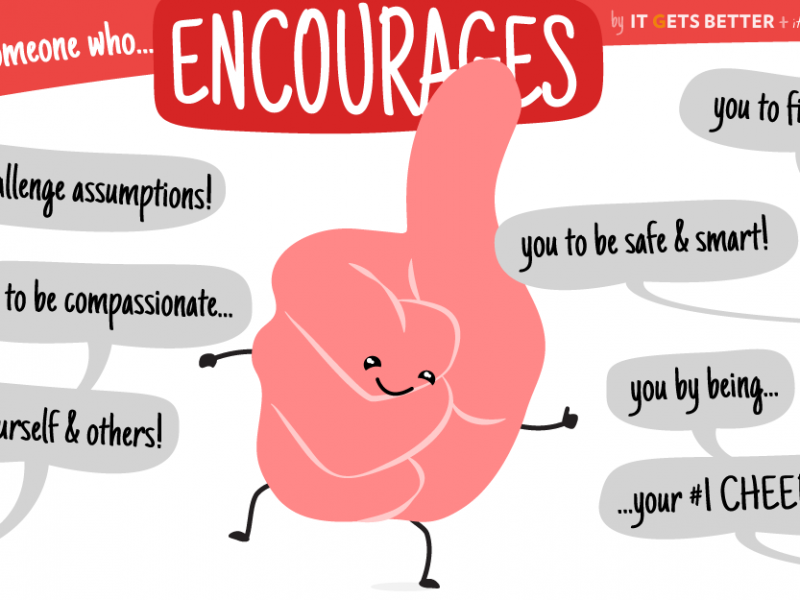 omeone who...
ENCOURAGES
by IT GETS BETTER + it
allenge assumptions!
to be compassionate...
urself & others!
you to fi
you to be safe & smart!
you by being...
...your #1 CHEE